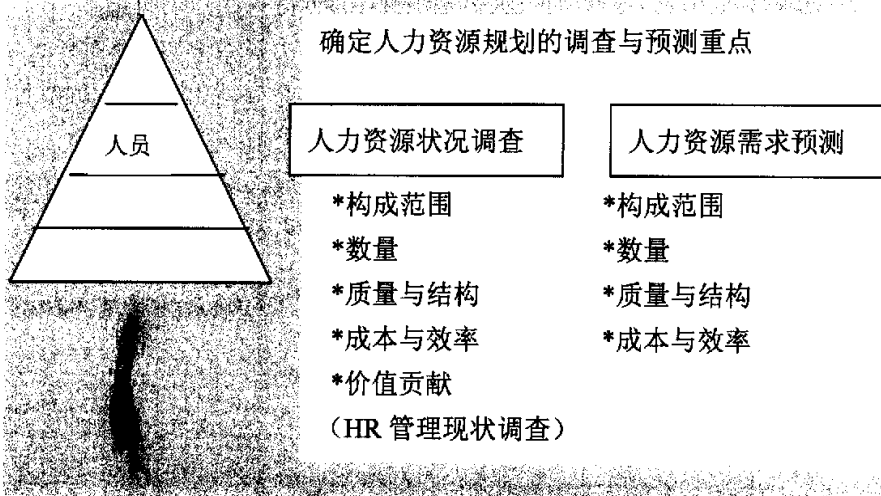 确定人力资源规划的调查与预测重点
人员
人力资源状况调查
人力资源需求预测
*构成范围
*数量
*质量与结构
*成本与效率
*价值贡献
（HR 管理现状调查）
*构成范围
*数量
*质量与结构
*成本与效率